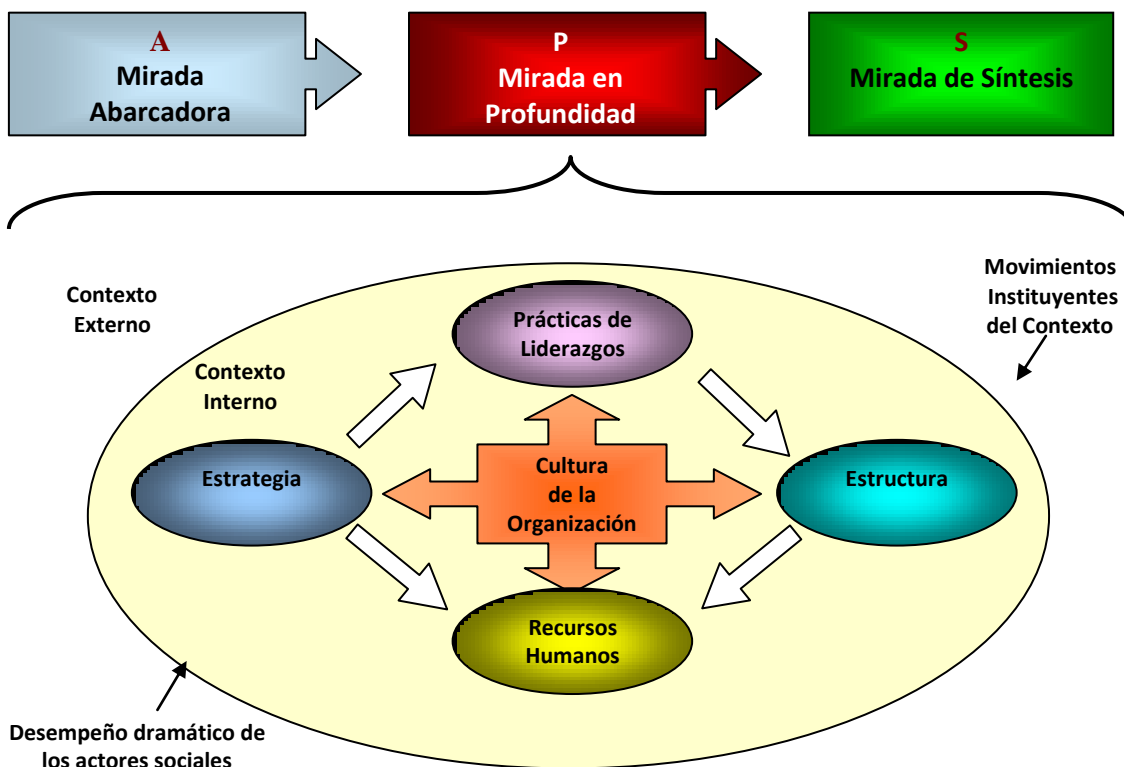 A
Mirada
Abarcadora
P
Mirada en
Profundidad
S
Mirada de Síntesis
Contexto
Externo
Movimientos
Instituyentes
del Contexto
Prácticas de
Liderazgos
Contexto
Interno
Estrategia
Cultura
de la
Organización
Estructura
Recursos
Humanos
Desempeño dramático de
los actores sociales